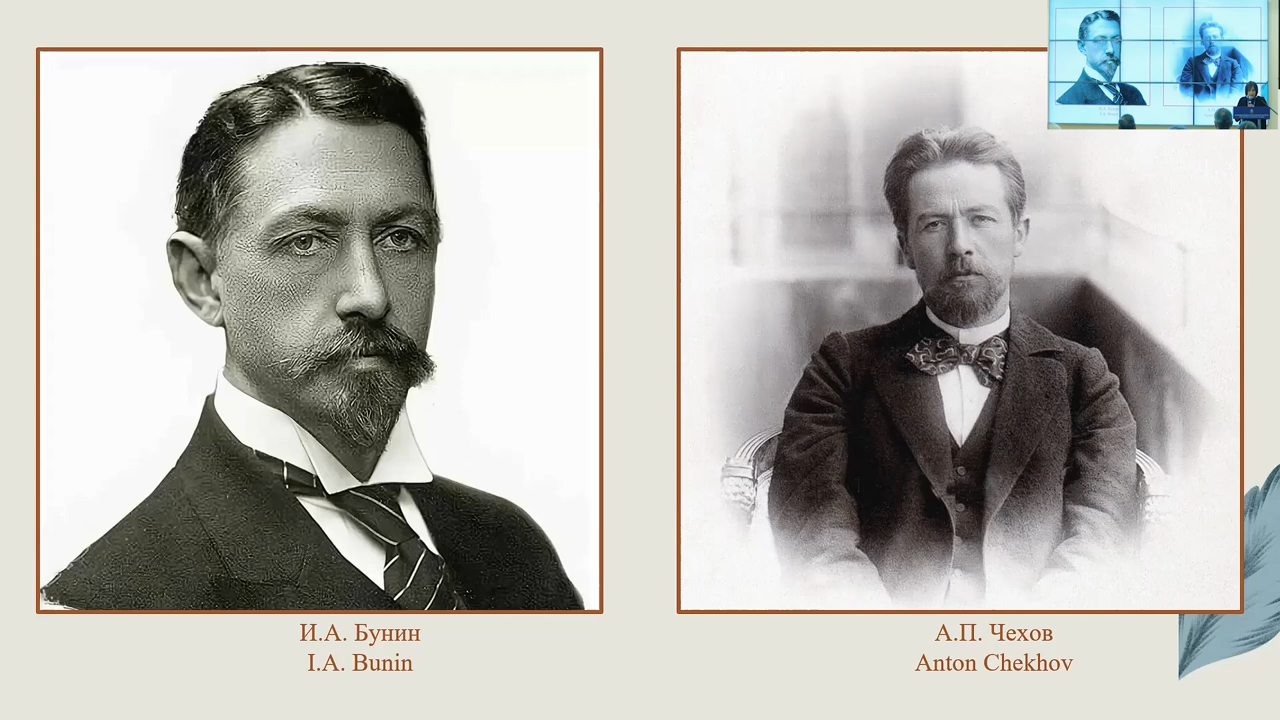 И.А. Бунин
I.A. Bunin
А.П. Чехов
Anton Chekhov